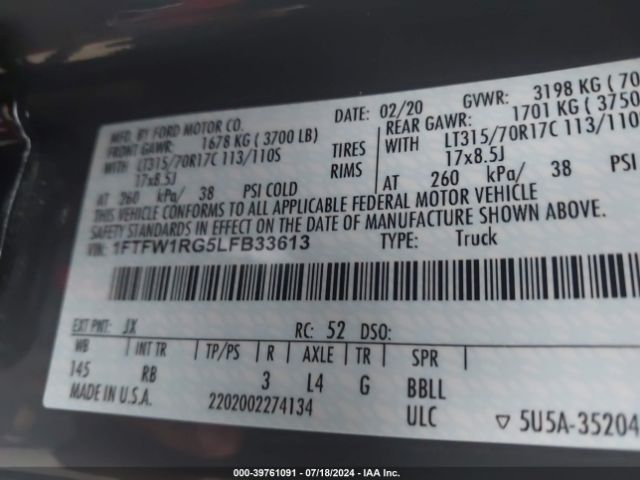 MFD. BY FORD MOTOR CO. DATE: 02/20 GVWR: 3198 KG ( 70
FRONT GAWR: 1678 KG ( 3700 LB) REAR GAWR: 1701 KG ( 3750
WITH LT315/70R17C 113/110S TIRES WITH LT315/70R17C 113/110S
17x8.5J RIMS 17x8.5J
AT 260 kPa/ 38 PSI COLD AT 260 kPa/ 38 PSI
THIS VEHICLE CONFORMS TO ALL APPLICABLE FEDERAL MOTOR VEHICLE
SAFETY STANDARDS IN EFFECT ON THE DATE OF MANUFACTURE SHOWN ABOVE.
VIN: 1FTFW1RG5LFB33613 TYPE: Truck
EXT PNT: JX RC: 52 DSO:
WB INT TR TP/PS R AXLE TR SPR
145 RB 3 L4 G BBLL
MADE IN U.S.A. 2202002274134 ULC ▽ 5U5A-35204
000-39761091 / 07/18/2024 / IAA Inc.